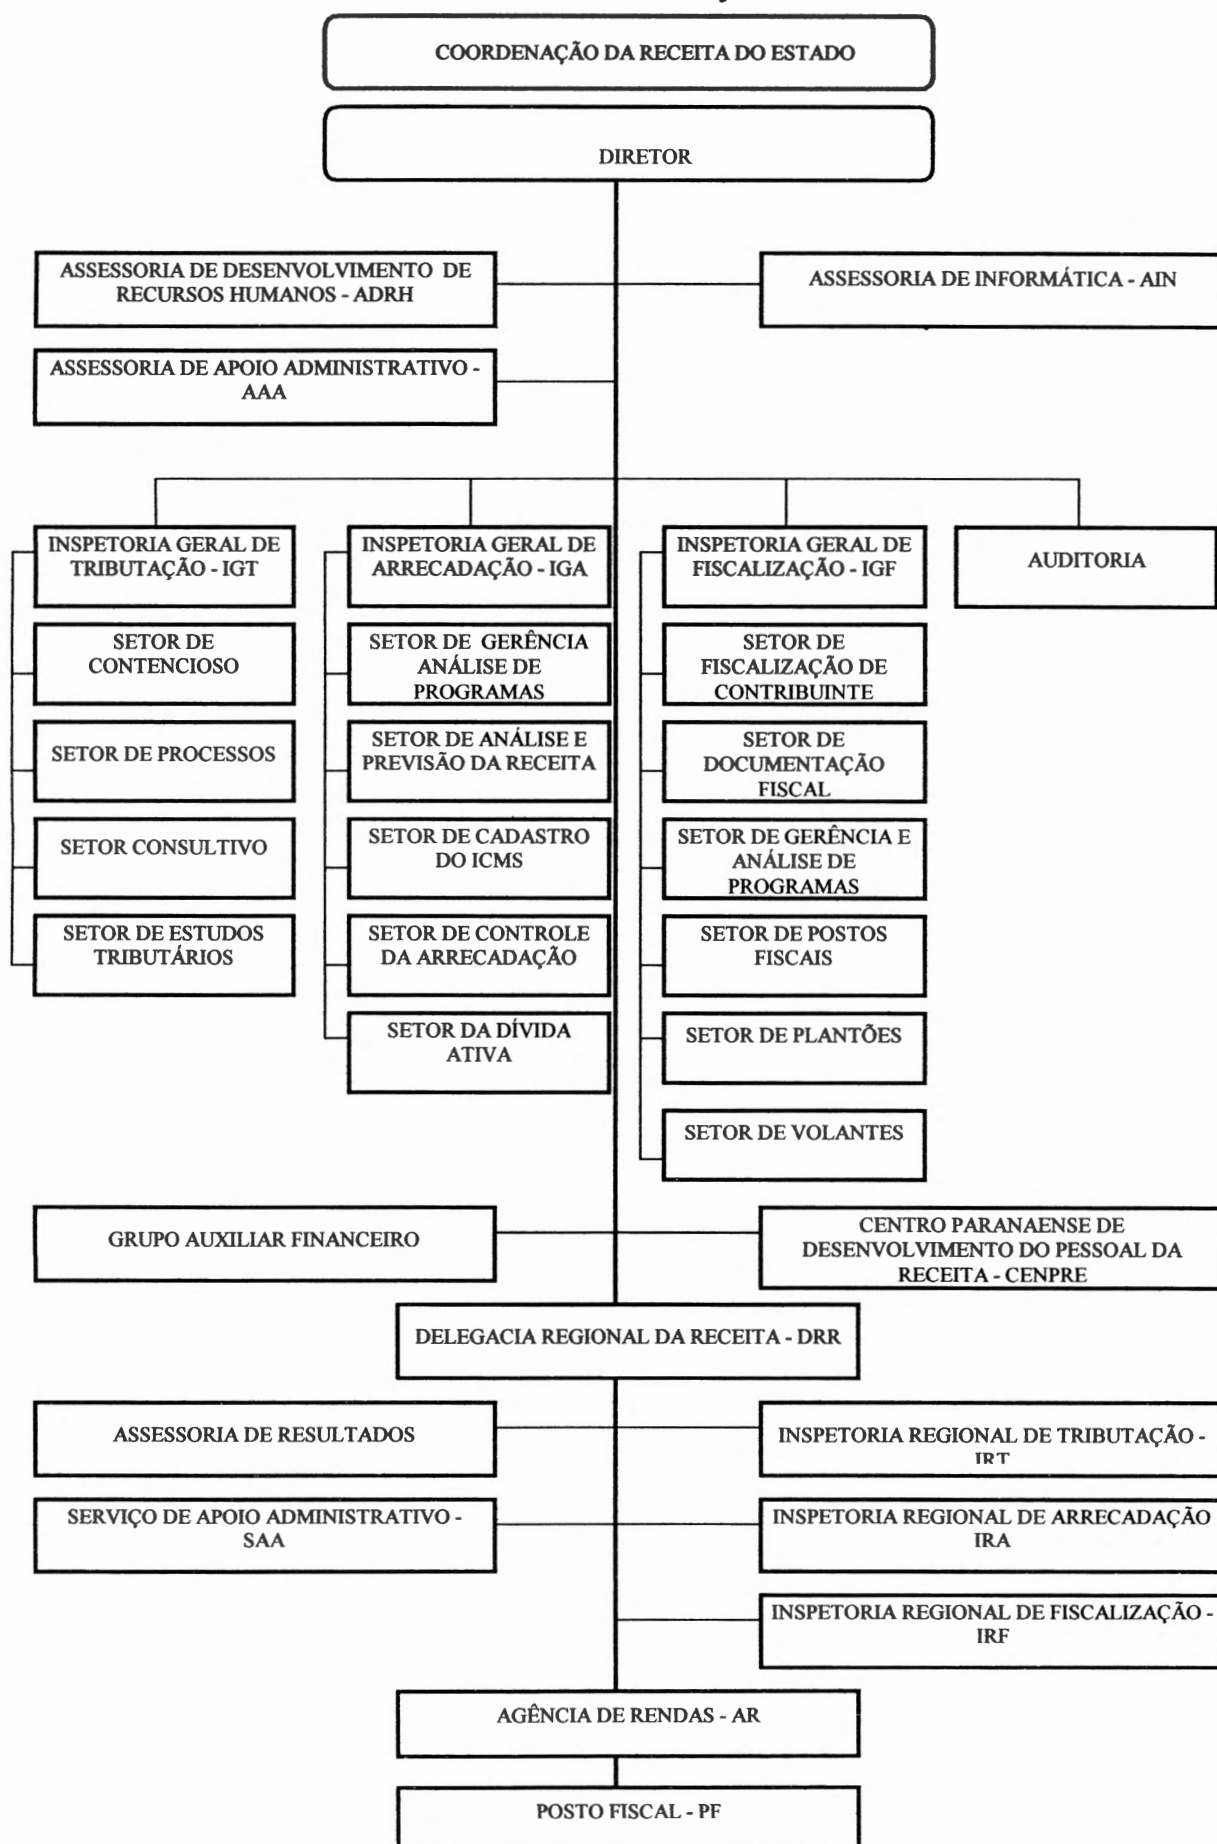 COORDENAÇÃO DA RECEITA DO ESTADO
DIRETOR
ASSESSORIA DE DESENVOLVIMENTO DE
RECURSOS HUMANOS - ADRH
ASSESSORIA DE INFORMÁTICA - AIN
ASSESSORIA DE APOIO ADMINISTRATIVO -
AAA
INSPETORIA GERAL DE
TRIBUTAÇÃO - IGT
SETOR DE
CONTENCIOSO
SETOR DE PROCESSOS
SETOR CONSULTIVO
SETOR DE ESTUDOS
TRIBUTÁRIOS
INSPETORIA GERAL DE
ARRECADAÇÃO - IGA
SETOR DE GERÊNCIA
ANÁLISE DE
PROGRAMAS
SETOR DE ANÁLISE E
PREVISÃO DA RECEITA
SETOR DE CADASTRO
DO ICMS
SETOR DE CONTROLE
DA ARRECADAÇÃO
SETOR DA DÍVIDA
ATIVA
INSPETORIA GERAL DE
FISCALIZAÇÃO - IGF
SETOR DE
FISCALIZAÇÃO DE
CONTRIBUINTE
SETOR DE
DOCUMENTAÇÃO
FISCAL
SETOR DE GERÊNCIA E
ANÁLISE DE
PROGRAMAS
SETOR DE POSTOS
FISCAIS
SETOR DE PLANTÕES
SETOR DE VOLANTES
AUDITORIA
GRUPO AUXILIAR FINANCEIRO
CENTRO PARANAENSE DE
DESENVOLVIMENTO DO PESSOAL DA
RECEITA - CENPRE
DELEGACIA REGIONAL DA RECEITA - DRR
ASSESSORIA DE RESULTADOS
INSPETORIA REGIONAL DE TRIBUTAÇÃO -
IRT
SERVIÇO DE APOIO ADMINISTRATIVO -
SAA
INSPETORIA REGIONAL DE ARRECADAÇÃO
IRA
INSPETORIA REGIONAL DE FISCALIZAÇÃO -
IRF
AGÊNCIA DE RENDAS - AR
POSTO FISCAL - PF